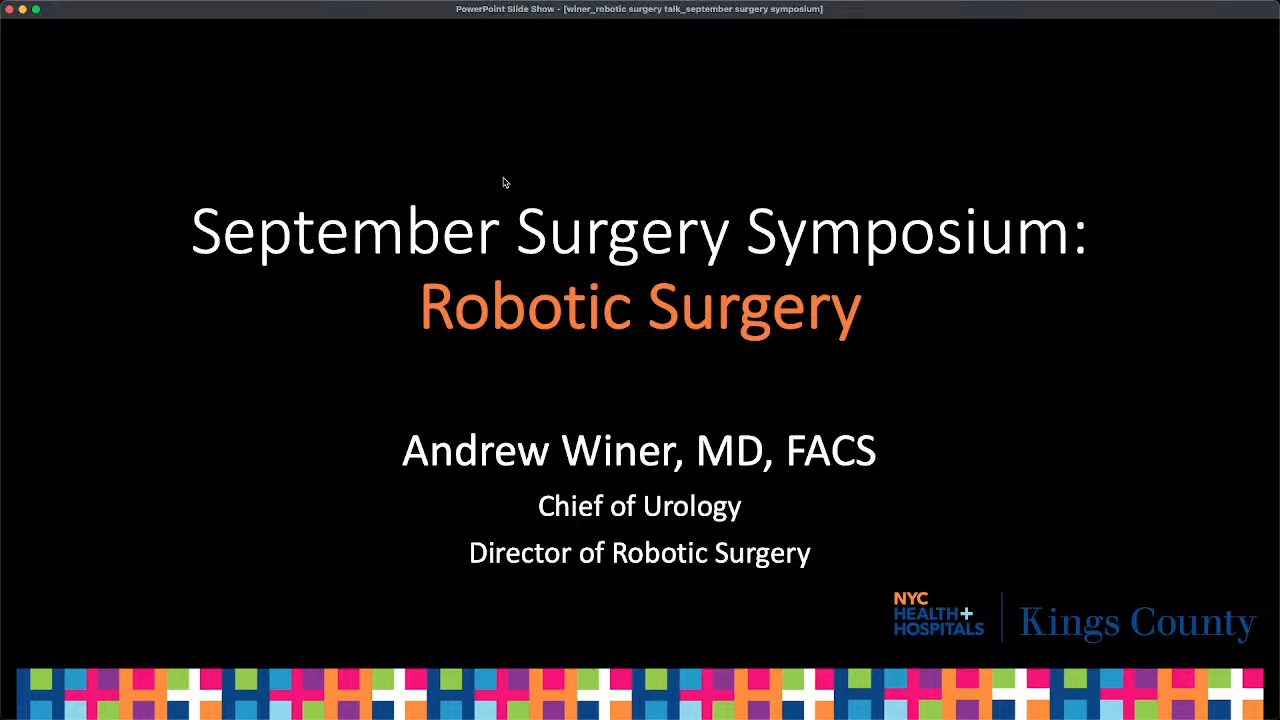 PowerPoint Slide Show - [winer_robotic surgery talk_september surgery symposium]
September Surgery Symposium:
Robotic Surgery
Andrew Winer, MD, FACS
Chief of Urology
Director of Robotic Surgery
NYC
HEALTH+
HOSPITALS
Kings County